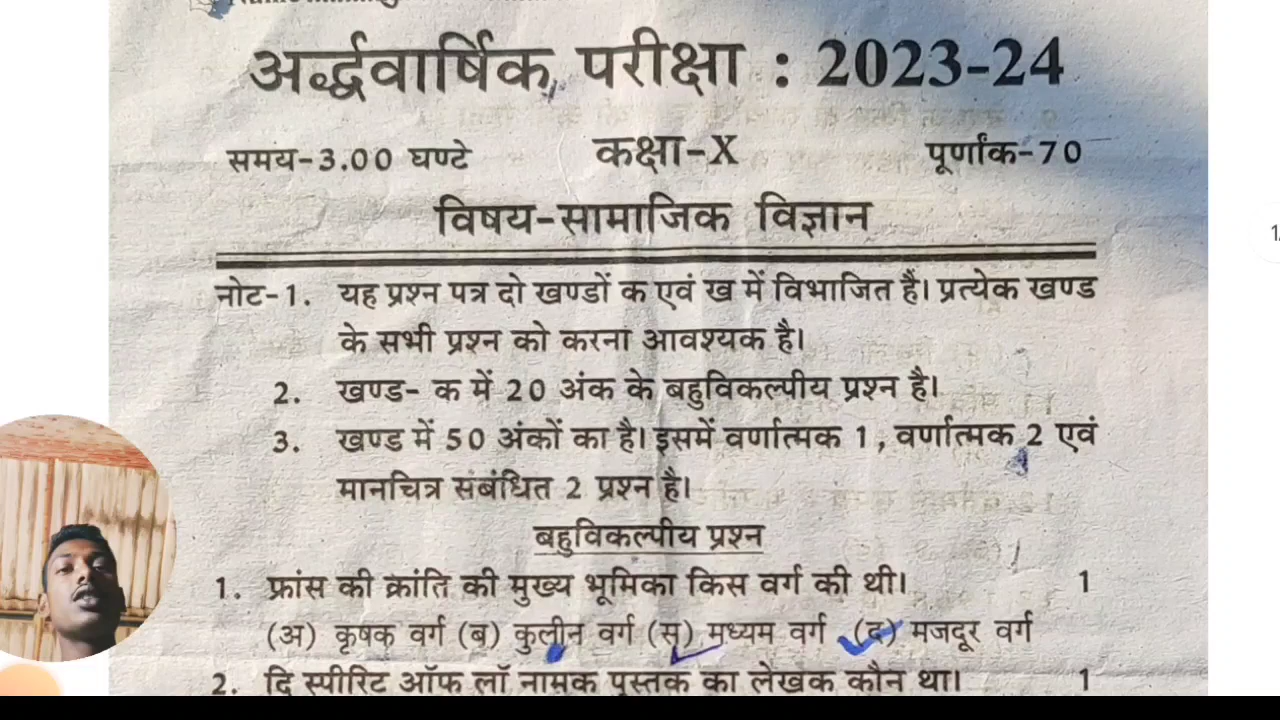 अर्द्धवार्षिक परीक्षा : 2023-24
समय-3.00 घण्टे कक्षा-X पूर्णांक-70
विषय-सामाजिक विज्ञान
नोट-1. यह प्रश्न पत्र दो खण्डों क एवं ख में विभाजित हैं। प्रत्येक खण्ड
के सभी प्रश्न को करना आवश्यक है।
2. खण्ड- क में 20 अंक के बहुविकल्पीय प्रश्न है।
3. खण्ड में 50 अंकों का है। इसमें वर्णात्मक 1, वर्णात्मक 2 एवं
मानचित्र संबंधित 2 प्रश्न है।
बहुविकल्पीय प्रश्न
1. फ्रांस की क्रांति की मुख्य भूमिका किस वर्ग की थी। 1
(अ) कृषक वर्ग (ब) कुलीन वर्ग (स) मध्यम वर्ग (द) मजदूर वर्ग
2. दि स्पीरिट ऑफ लॉ नामक पुस्तक का लेखक कौन था। 1